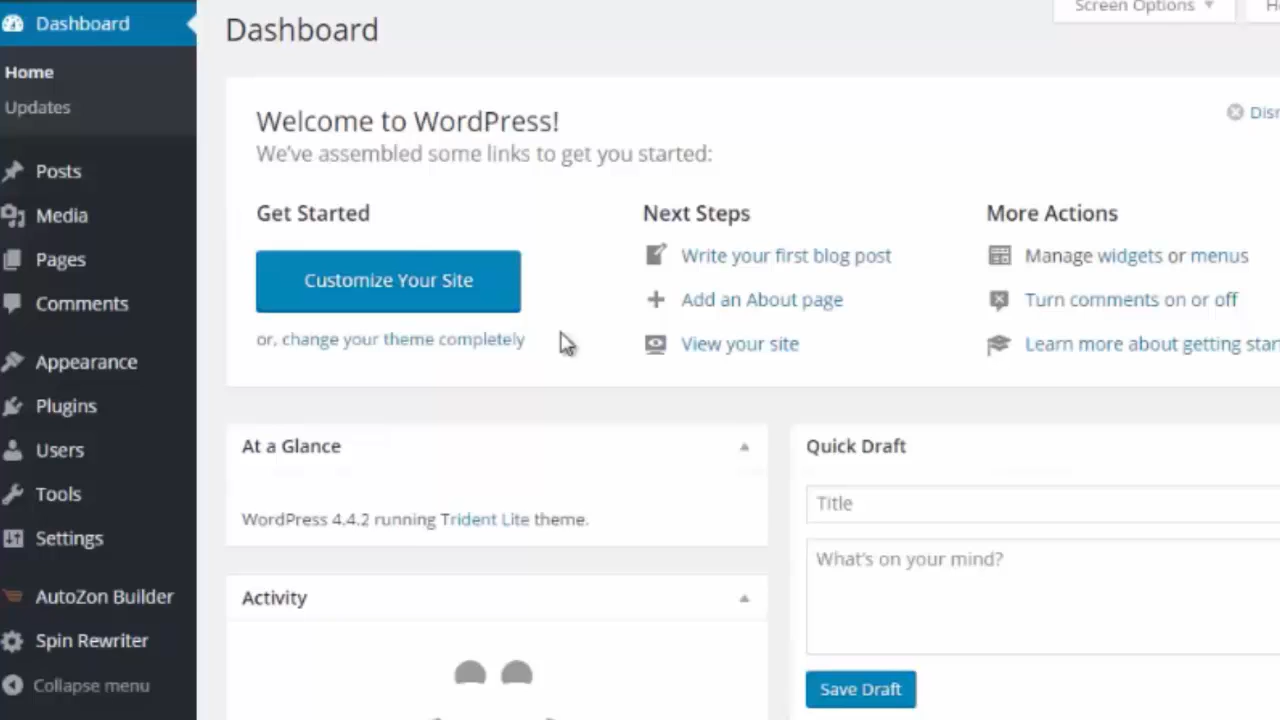 Dashboard
Home
Updates
Posts
Media
Pages
Comments
Appearance
Plugins
Users
Tools
Settings
AutoZon Builder
Spin Rewriter
Collapse menu
Screen Options
Dashboard
Welcome to WordPress!
We've assembled some links to get you started:
Get Started
Customize Your Site
or, change your theme completely
Next Steps
Write your first blog post
Add an About page
View your site
More Actions
Manage widgets or menus
Turn comments on or off
Learn more about getting
At a Glance
WordPress 4.4.2 running Trident Lite theme.
Activity
Quick Draft
Title
What's on your mind?
Save Draft